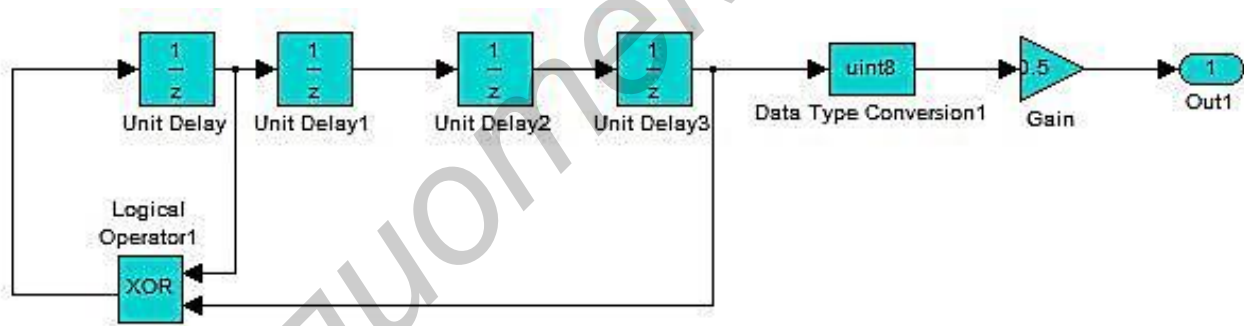 1
z
1
z
1
z
1
z
uint8
0.5
1
Unit Delay
Unit Delay1
Unit Delay2
Unit Delay3
Data Type Conversion1
Gain
Out1
Logical
Operator1
XOR